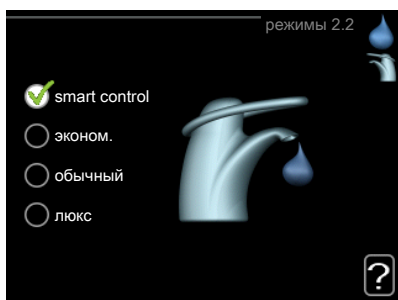 режимы 2.2
smart control
эконом.
обычный
люкс
?